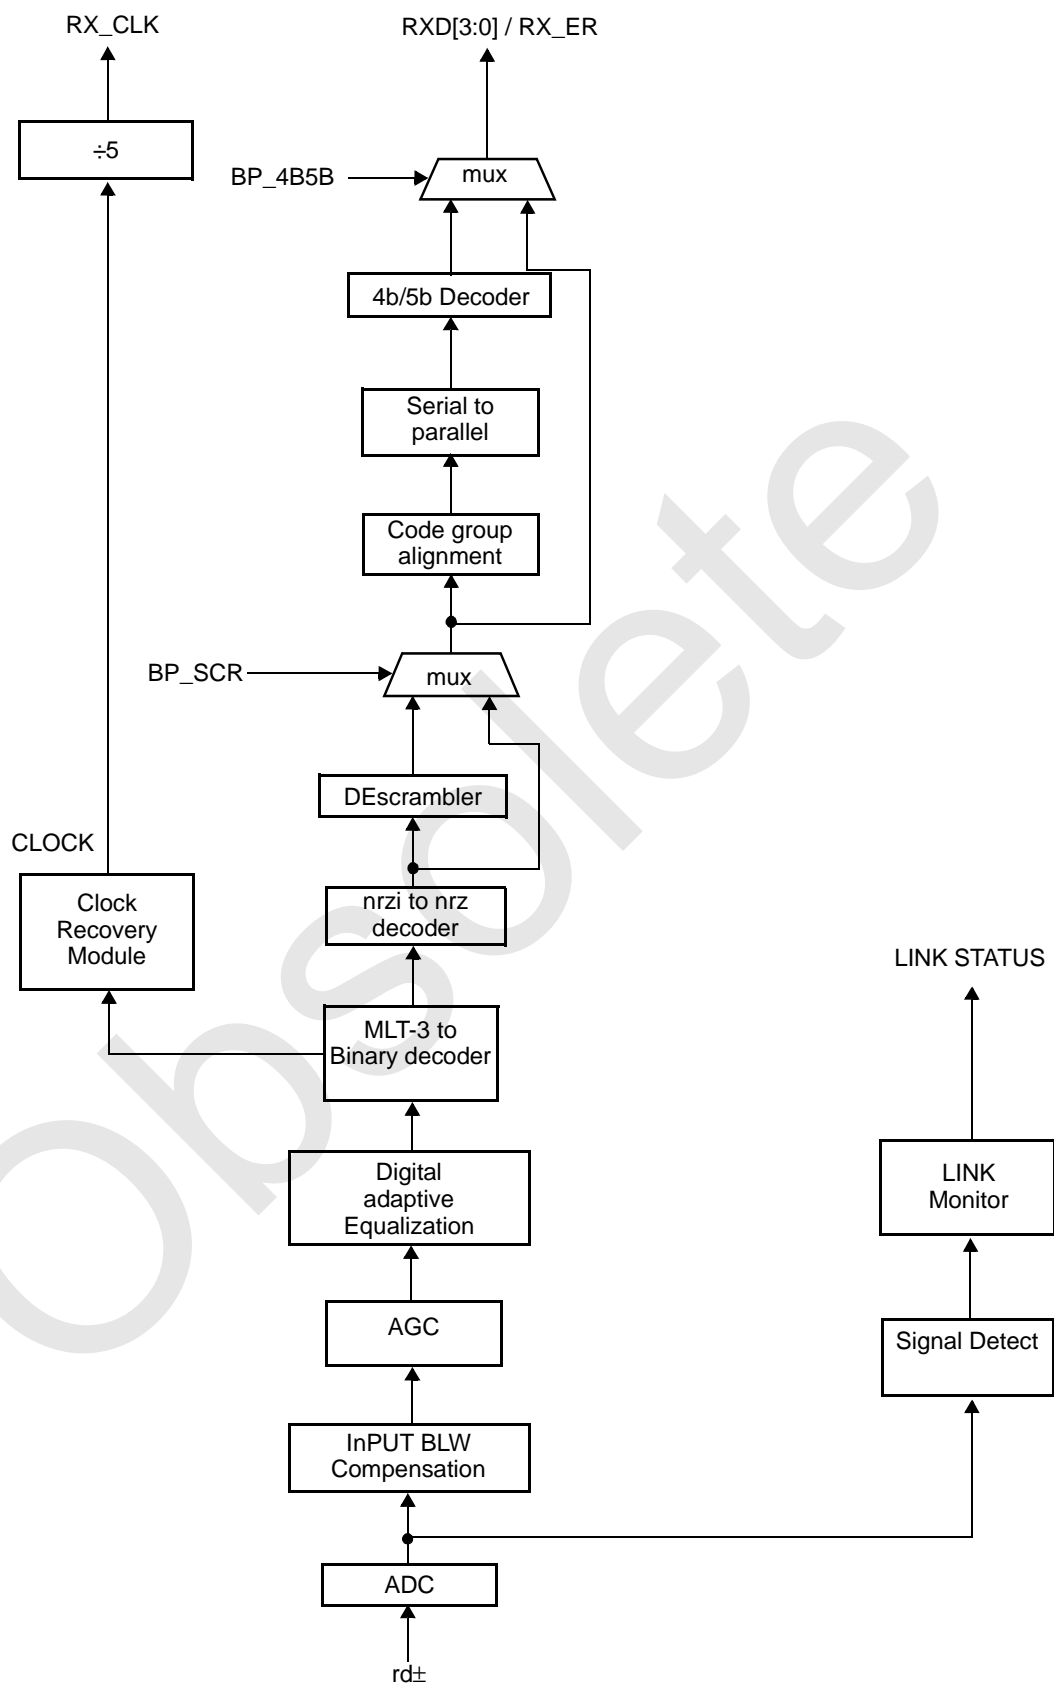 RX_CLK
RXD[3:0] / RX_ER
÷5
BP_4B5B
mux
4b/5b Decoder
Serial to
parallel
Code group
alignment
BP_SCR
mux
DEscrambler
CLOCK
Clock
Recovery
Module
nrzi to nrz
decoder
LINK STATUS
MLT-3 to
Binary decoder
Digital
adaptive
Equalization
LINK
Monitor
AGC
Signal Detect
InPUT BLW
Compensation
ADC
rd±
Obsolete